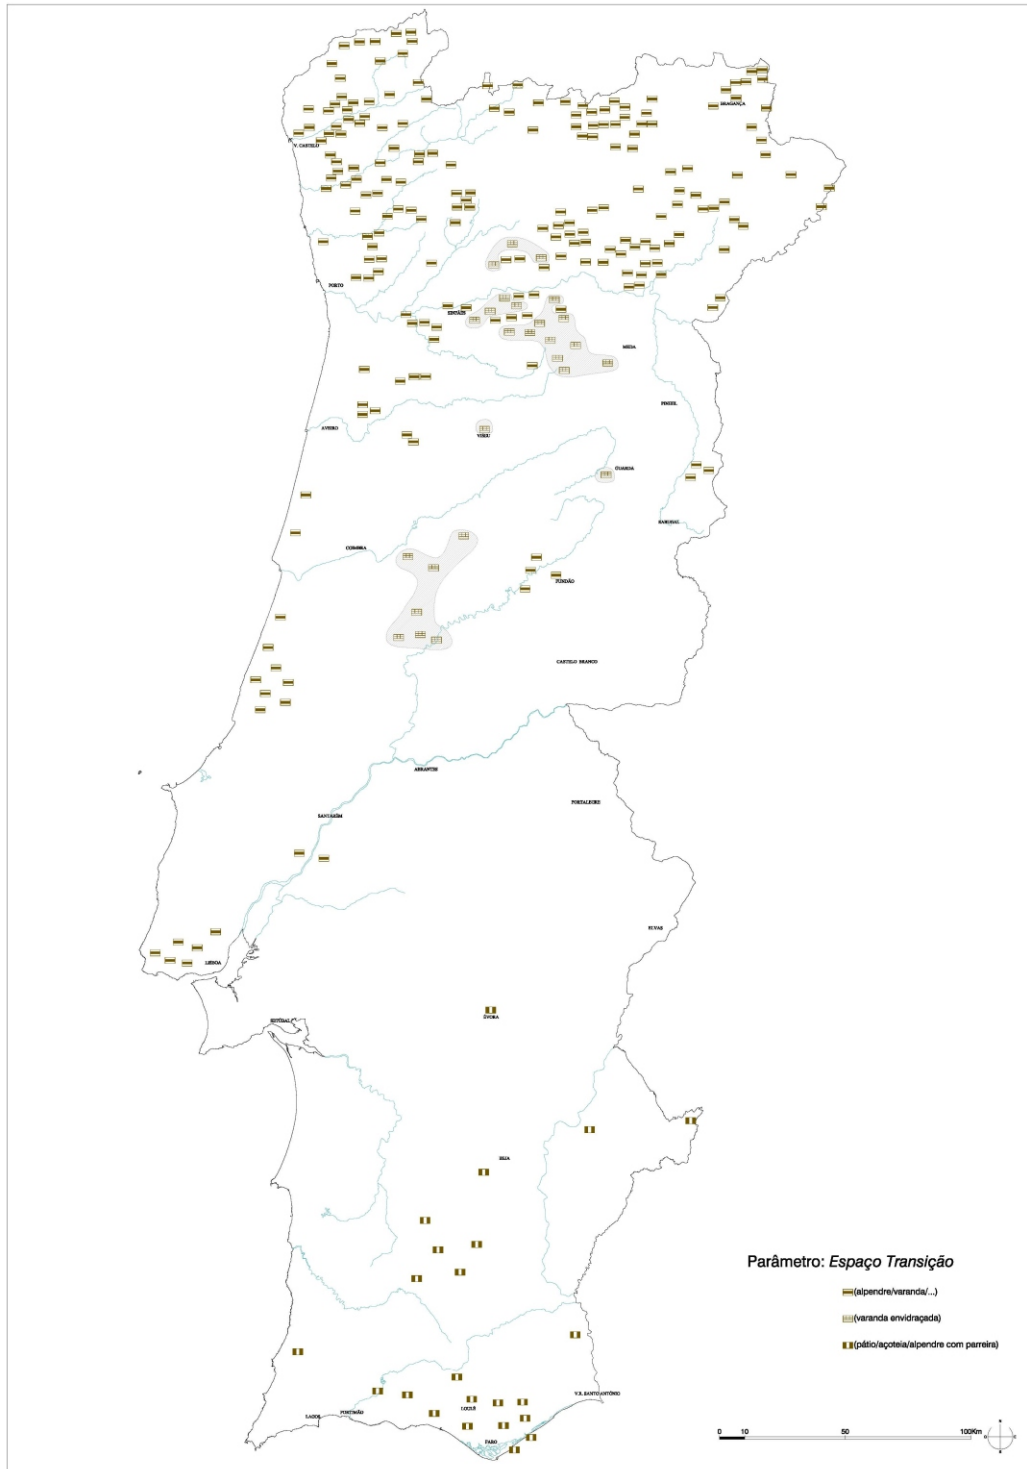 BRAGANÇA
V. CASTELO
PORTO
SINFÃES
MEDA
PINHEL
AVEIRO
VISEU
GUARDA
SABUGAL
COIMBRA
FUNDÃO
CASTELO BRANCO
ABRANTES
PORTALEGRE
SANTARÉM
ELVAS
LISBOA
ÉVORA
SETÚBAL
BEJA
Parâmetro: Espaço Transição
(alpendre/varanda/...)
(varanda envidraçada)
(pátio/açoteia/alpendre com parreira)
V.R. SANTO ANTÓNIO
LOULÉ
PORTIMÃO
LAGOS
FARO
0 10 50 100Km